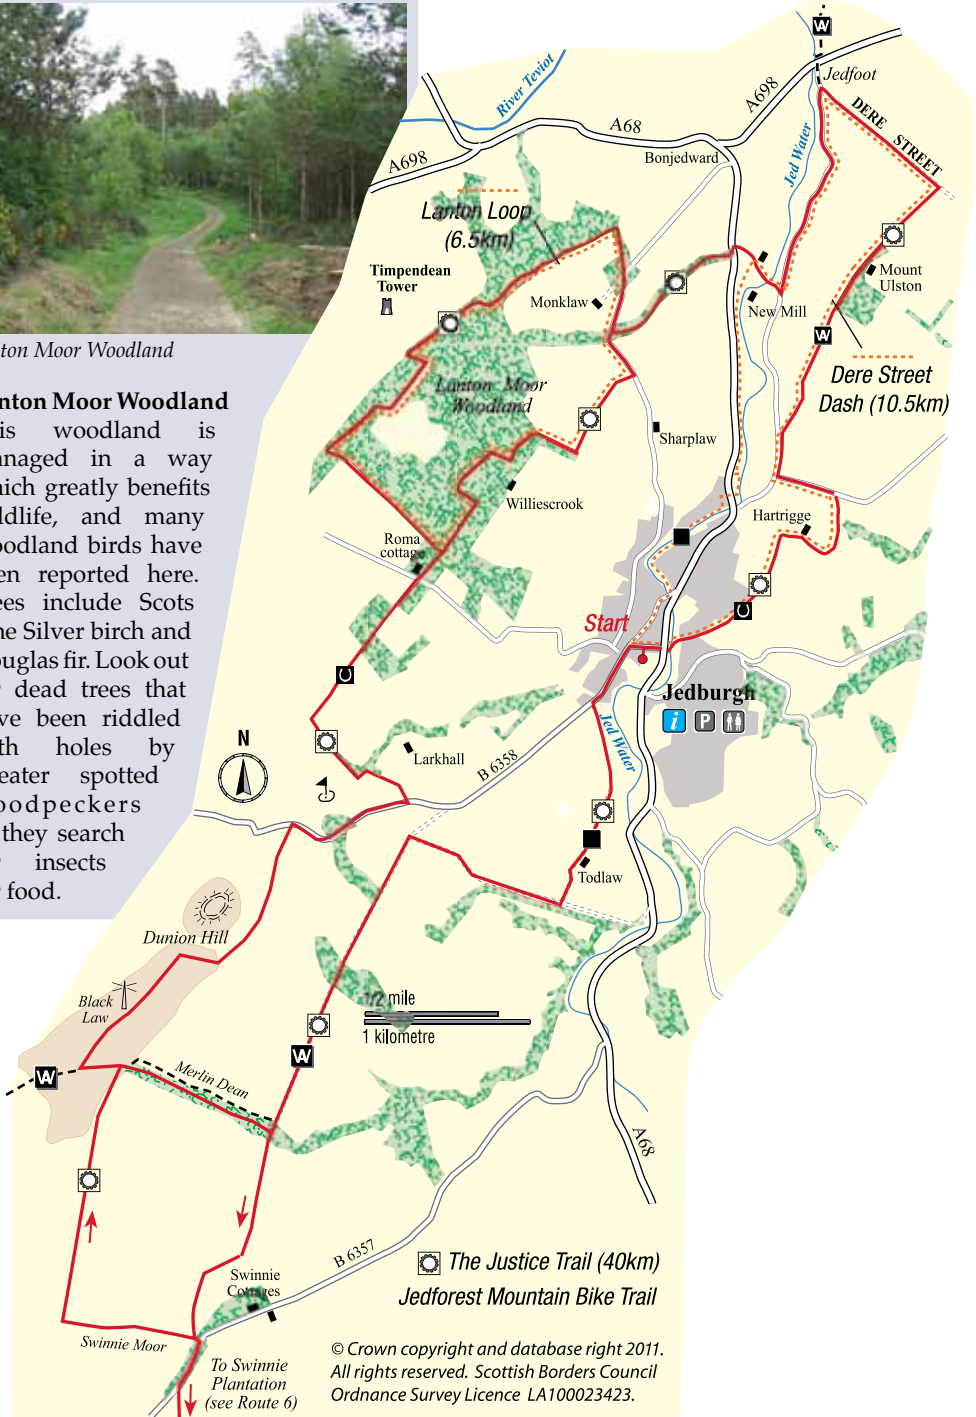 nton Moor Woodland
nton Moor Woodland
is woodland is
anaged in a way
hich greatly benefits
ldlife, and many
oodland birds have
en reported here.
ees include Scots
ne Silver birch and
ouglas fir. Look out
r dead trees that
ve been riddled
th holes by
eater spotted
oodpeckers
they search
r insects
r food.
River Teviot
A698
A68
A698
Jedfoot
DERE STREET
Jed Water
Bonjedward
Lanton Loop
(6.5km)
Timpendean
Tower
Monklaw
New Mill
Mount
Ulston
Dere Street
Dash (10.5km)
Lanton Moor
Woodland
Sharplaw
Williescrook
Hartrigge
Roma
cottage
Start
Jedburgh
i P
Jed Water
N
Larkhall
B 6358
Todlaw
Dunion Hill
Black
Law
1/2 mile
1 kilometre
Merlin Dean
A68
B 6357
Swinnie
Cottages
Swinnie Moor
To Swinnie
Plantation
(see Route 6)
The Justice Trail (40km)
Jedforest Mountain Bike Trail
© Crown copyright and database right 2011.
All rights reserved. Scottish Borders Council
Ordnance Survey Licence LA100023423.